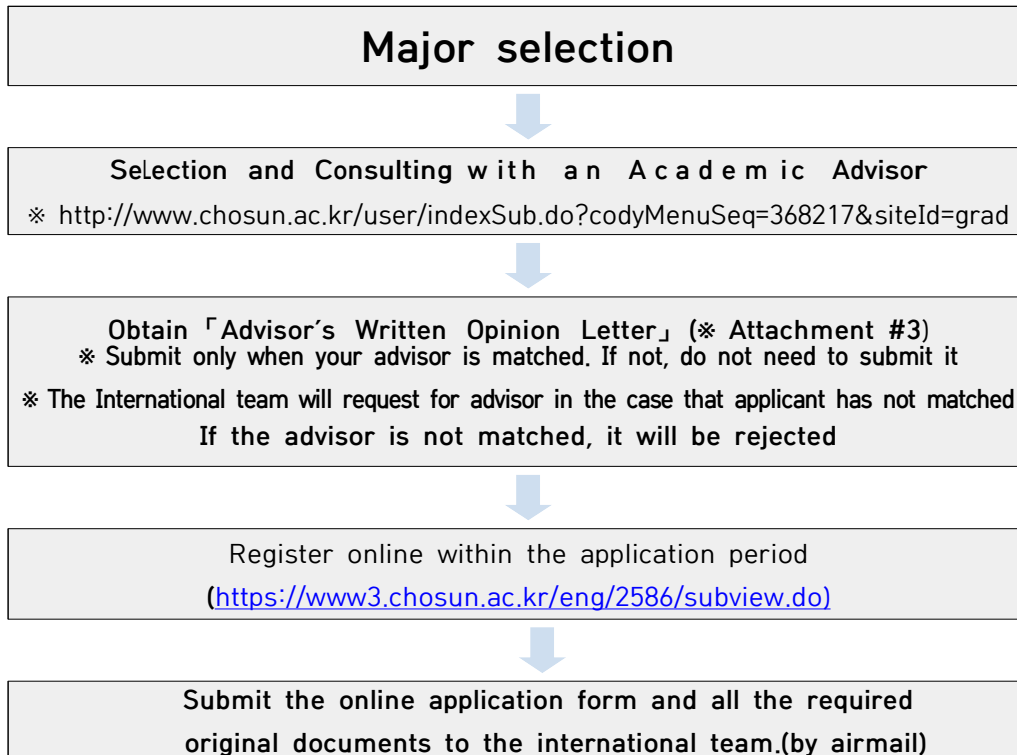 Major selection
Selection and Consulting with an Academic Advisor
※ http://www.chosun.ac.kr/user/indexSub.do?codyMenuSeq=368217&siteId=grad
Obtain「Advisor's Written Opinion Letter」(※ Attachment #3)
※ Submit only when your advisor is matched. If not, do not need to submit it
※ The International team will request for advisor in the case that applicant has not matched
If the advisor is not matched, it will be rejected
Register online within the application period
(https://www3.chosun.ac.kr/eng/2586/subview.do)
Submit the online application form and all the required
original documents to the international team.(by airmail)